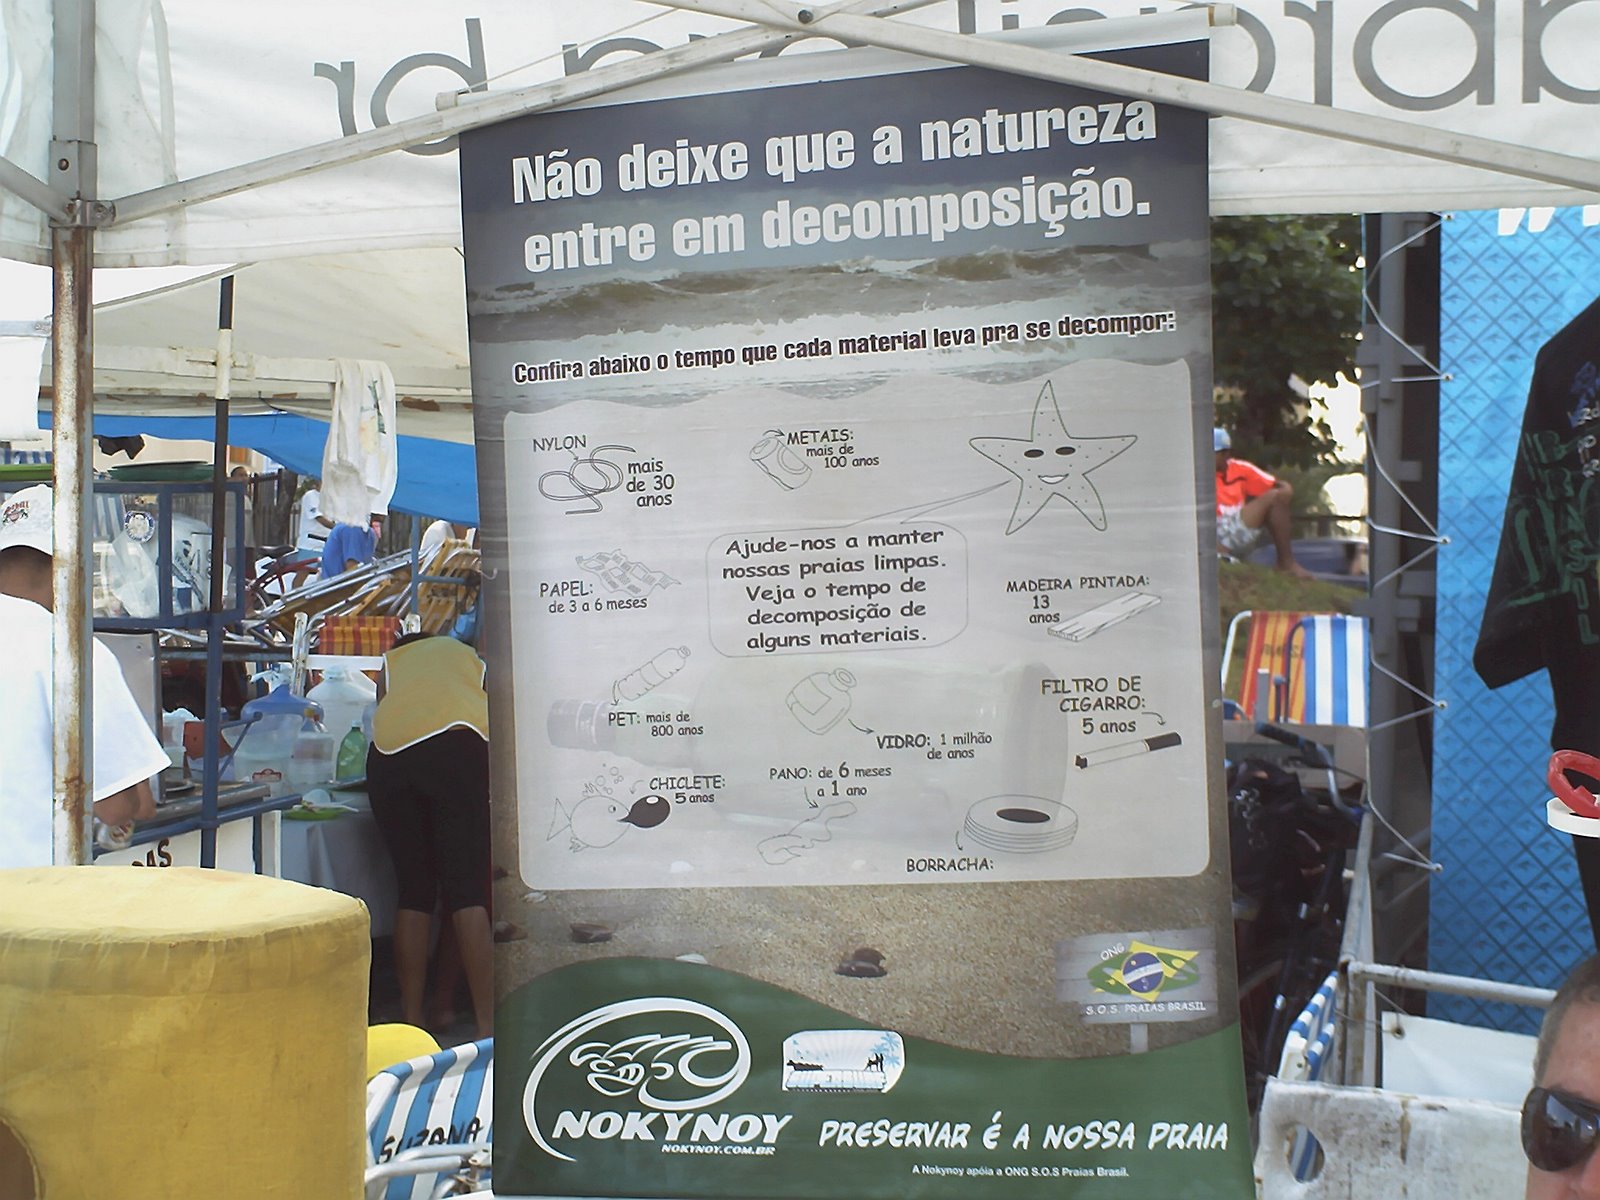 Não deixe que a natureza
entre em decomposição.
Confira abaixo o tempo que cada material leva pra se decompor:
NYLON
mais
de 30
anos
METAIS:
mais de
100 anos
Ajude-nos a manter
nossas praias limpas.
Veja o tempo de
decomposição de
alguns materiais.
PAPEL:
de 3 a 6 meses
MADEIRA PINTADA:
13
anos
PET: mais de
800 anos
VIDRO: 1 milhão
de anos
FILTRO DE
CIGARRO:
5 anos
CHICLETE:
5 anos
PANO: de 6 meses
a 1 ano
BORRACHA:
ONG
S.O.S. PRAIAS BRASIL
NOKYNOY
NOKYNOY.COM.BR
PRESERVAR É A NOSSA PRAIA
A Nokynoy apóia a ONG S.O.S Praias Brasil.
SUZANA